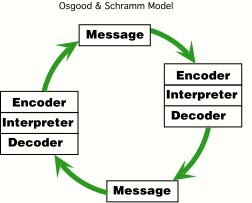 Osgood & Schramm Model
Message
Encoder
Interpreter
Decoder
Encoder
Interpreter
Decoder
Message